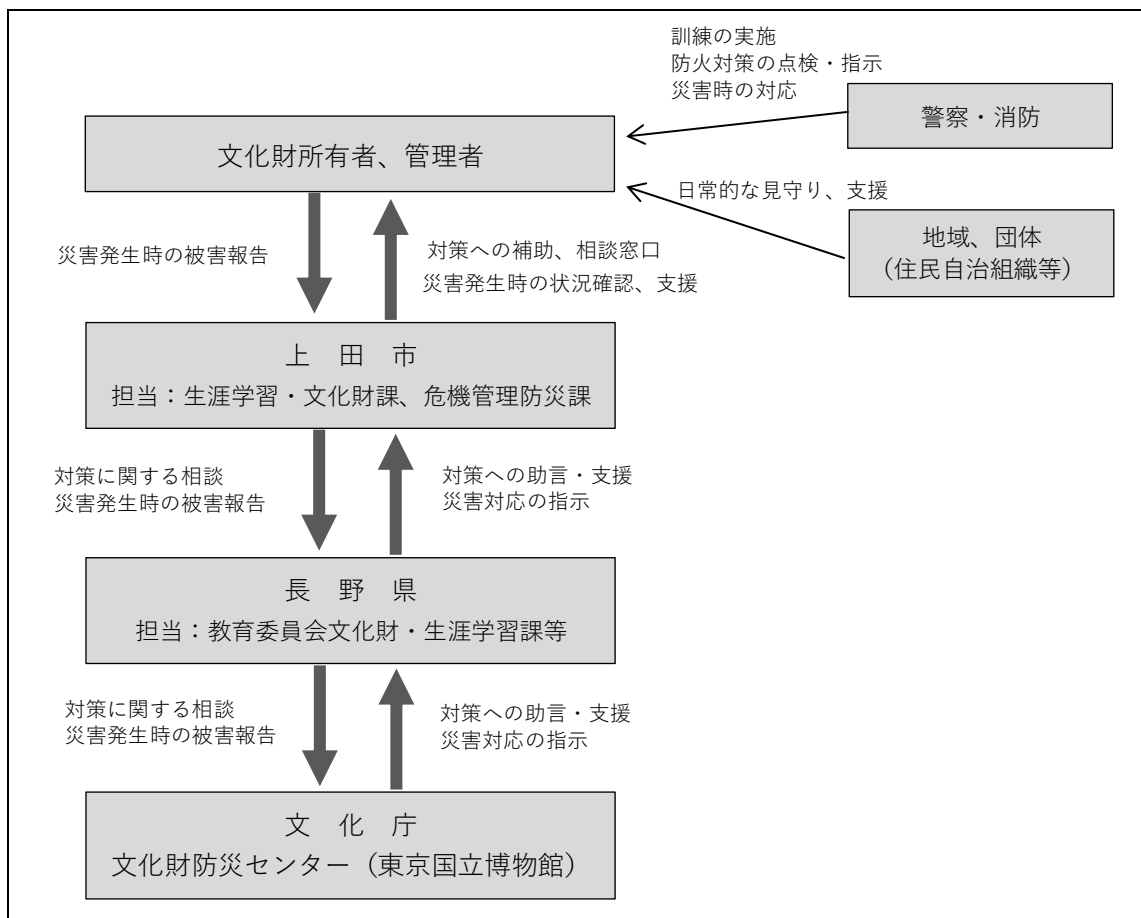 訓練の実施
防火対策の点検・指示
災害時の対応
警察・消防
文化財所有者、管理者
日常的な見守り、支援
地域、団体
（住民自治組織等）
災害発生時の被害報告
対策への補助、相談窓口
災害発生時の状況確認、支援
上　田　市
担当：生涯学習・文化財課、危機管理防災課
対策に関する相談
災害発生時の被害報告
対策への助言・支援
災害対応の指示
長　野　県
担当：教育委員会文化財・生涯学習課等
対策に関する相談
災害発生時の被害報告
対策への助言・支援
災害対応の指示
文　化　庁
文化財防災センター（東京国立博物館）